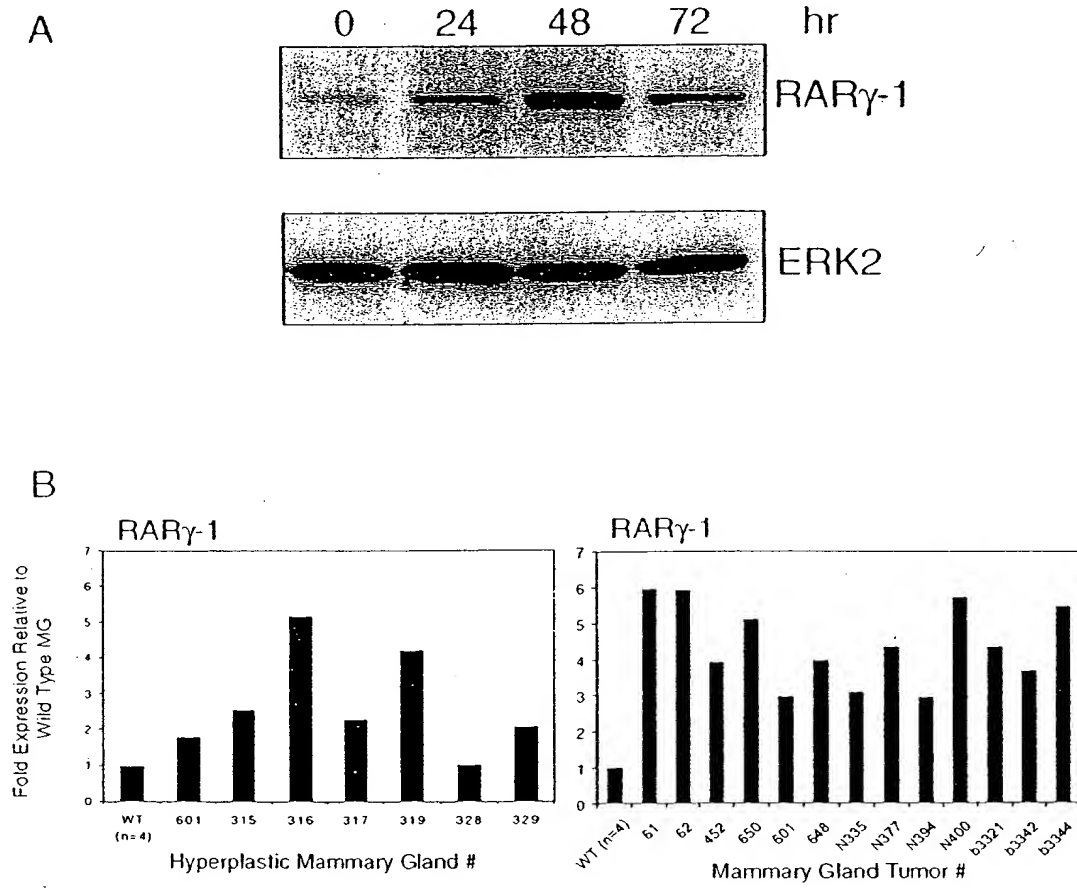 A
0 24 48 72 hr
RARγ-1
ERK2
B
RARγ-1
Fold Expression Relative to
Wild Type MG
7
6
5
4
3
2
1
0
WT
(n=4)
601 315 316 317 319 328 329
Hyperplastic Mammary Gland #
RARγ-1
7
6
5
4
3
2
1
0
WT (n=4) 61 62 452 650 601 648 N335 N377 N394 N400 b3321 b3342 b3344
Mammary Gland Tumor #